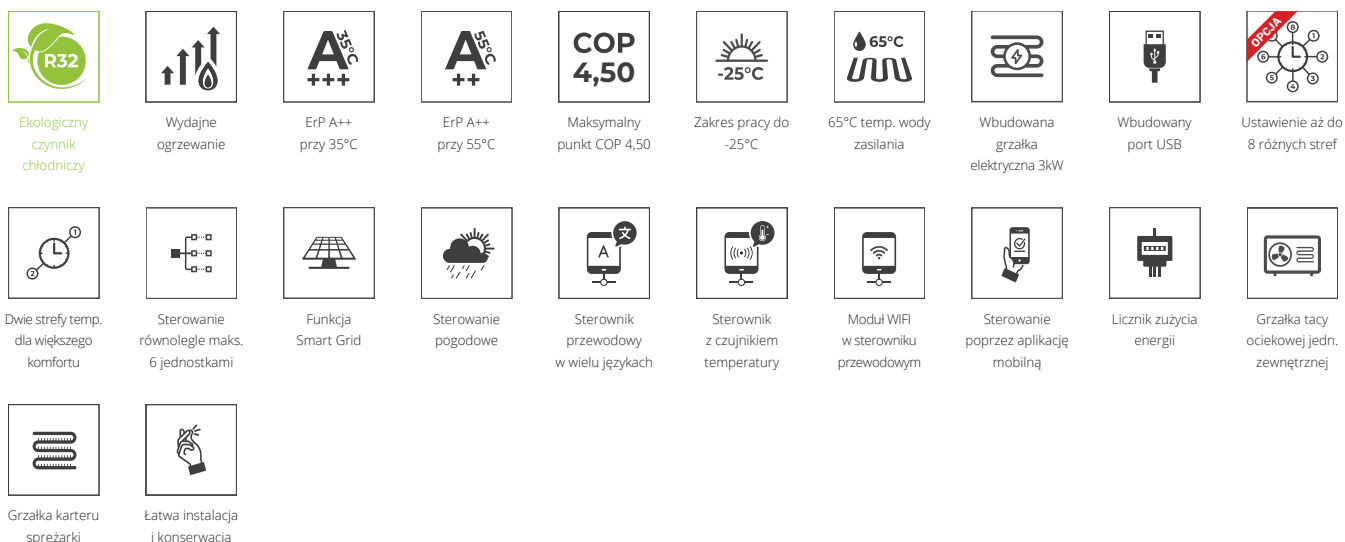 R32
A 35°C
+++
A 55°C
++
COP
4,50
-25°C
65°C
OPCJA
8
1
2
3
4
5
6
Ekologiczny
czynnik
chłodniczy
Wydajne
ogrzewanie
ErP A++
przy 35°C
ErP A++
przy 55°C
Maksymalny
punkt COP 4,50
Zakres pracy do
-25°C
65°C temp. wody
zasilania
Wbudowana
grzałka
elektryczna 3kW
Wbudowany
port USB
Ustawienie aż do
8 różnych stref
1
2
A
文
Dwie strefy temp.
dla większego
komfortu
Sterowanie
równolegle maks.
6 jednostkami
Funkcja
Smart Grid
Sterowanie
pogodowe
Sterownik
przewodowy
w wielu językach
Sterownik
z czujnikiem
temperatury
Moduł WIFI
w sterowniku
przewodowym
Sterowanie
poprzez aplikację
mobilną
Licznik zużycia
energii
Grzałka tacy
ociekowej jedn.
zewnętrznej
Grzałka karteru
sprężarki
Łatwa instalacja
i konserwacja